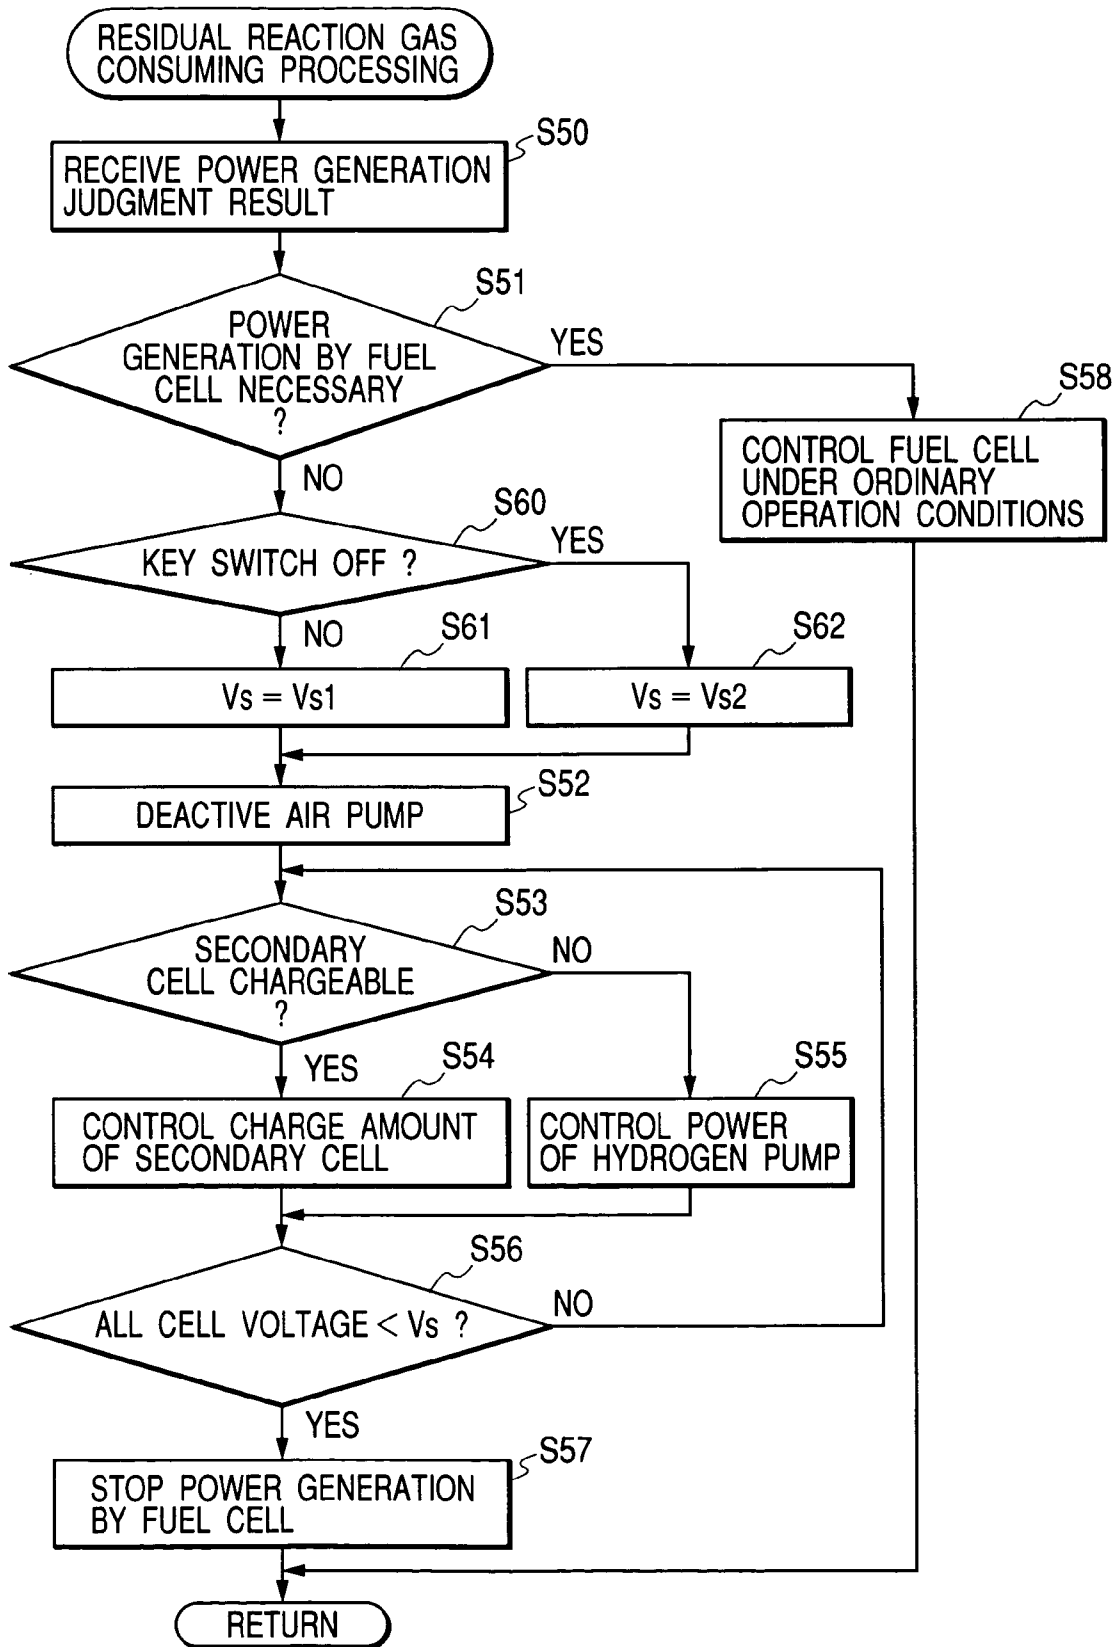 RESIDUAL REACTION GAS
CONSUMING PROCESSING
S50
RECEIVE POWER GENERATION
JUDGMENT RESULT
S51
POWER
GENERATION BY FUEL
CELL NECESSARY
?
YES
NO
S58
CONTROL FUEL CELL
UNDER ORDINARY
OPERATION CONDITIONS
S60
KEY SWITCH OFF ?
YES
NO
S61
Vs = Vs1
S62
Vs = Vs2
S52
DEACTIVE AIR PUMP
S53
SECONDARY
CELL CHARGEABLE
?
NO
YES
S54
CONTROL CHARGE AMOUNT
OF SECONDARY CELL
S55
CONTROL POWER
OF HYDROGEN PUMP
S56
ALL CELL VOLTAGE < Vs ?
NO
YES
S57
STOP POWER GENERATION
BY FUEL CELL
RETURN